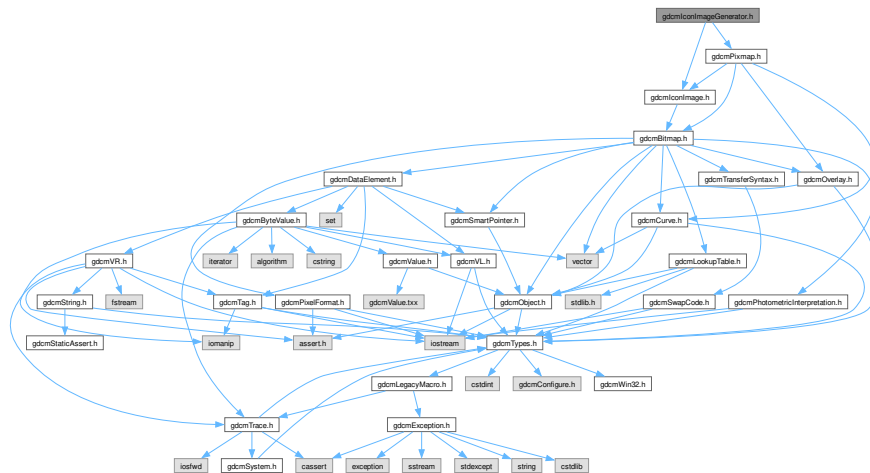 gdcmIconImageGenerator.h
gdcmPixmap.h
gdcmIconImage.h
gdcmBitmap.h
gdcmDataElement.h
gdcmTransferSyntax.h
gdcmOverlay.h
gdcmByteValue.h
set
gdcmSmartPointer.h
gdcmCurve.h
gdcmVR.h
iterator
algorithm
cstring
gdcmValue.h
gdcmVL.h
vector
gdcmLookupTable.h
gdcmString.h
fstream
gdcmTag.h
gdcmPixelFormat.h
gdcmValue.txx
gdcmObject.h
stdlib.h
gdcmSwapCode.h
gdcmPhotometricInterpretation.h
gdcmStaticAssert.h
iomanip
assert.h
iostream
gdcmTypes.h
gdcmLegacyMacro.h
cstdint
gdcmConfigure.h
gdcmWin32.h
gdcmTrace.h
gdcmException.h
iosfwd
gdcmSystem.h
cassert
exception
sstream
stdexcept
string
cstdlib